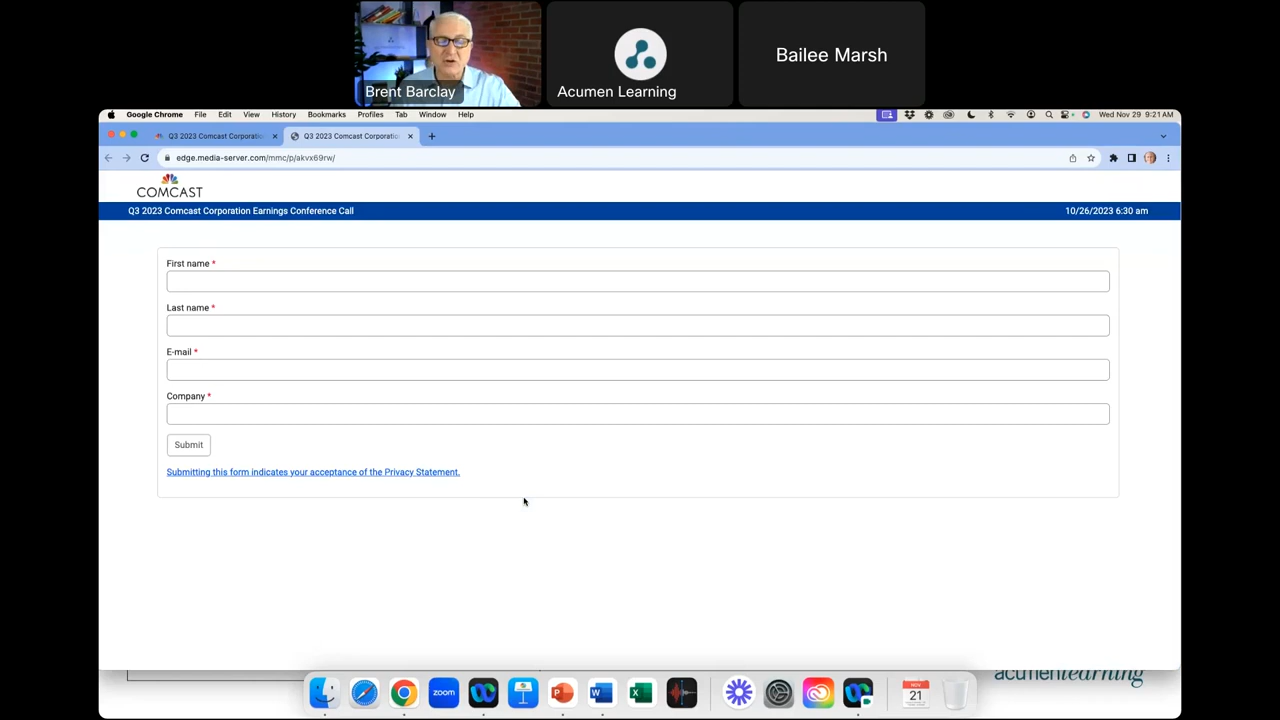 Brent Barclay
Acumen Learning
Bailee Marsh
Google Chrome File Edit View History Bookmarks Profiles Tab Window Help
Wed Nov 29 9:21 AM
Q3 2023 Comcast Corporatio
Q3 2023 Comcast Corporatio
edge.media-server.com/mmc/p/akvx69rw/
COMCAST
Q3 2023 Comcast Corporation Earnings Conference Call
10/26/2023 6:30 am
First name *
Last name *
E-mail *
Company *
Submit
Submitting this form indicates your acceptance of the Privacy Statement.
acumenlearning
zoom
NOV
21